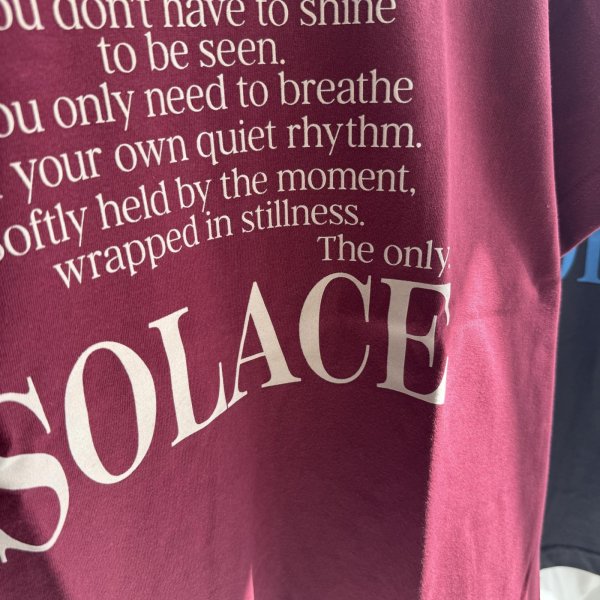 ou don't have to shine
to be seen.
ou only need to breathe
your own quiet rhythm.
softly held by the moment,
wrapped in stillness.
The only.
SOLACE